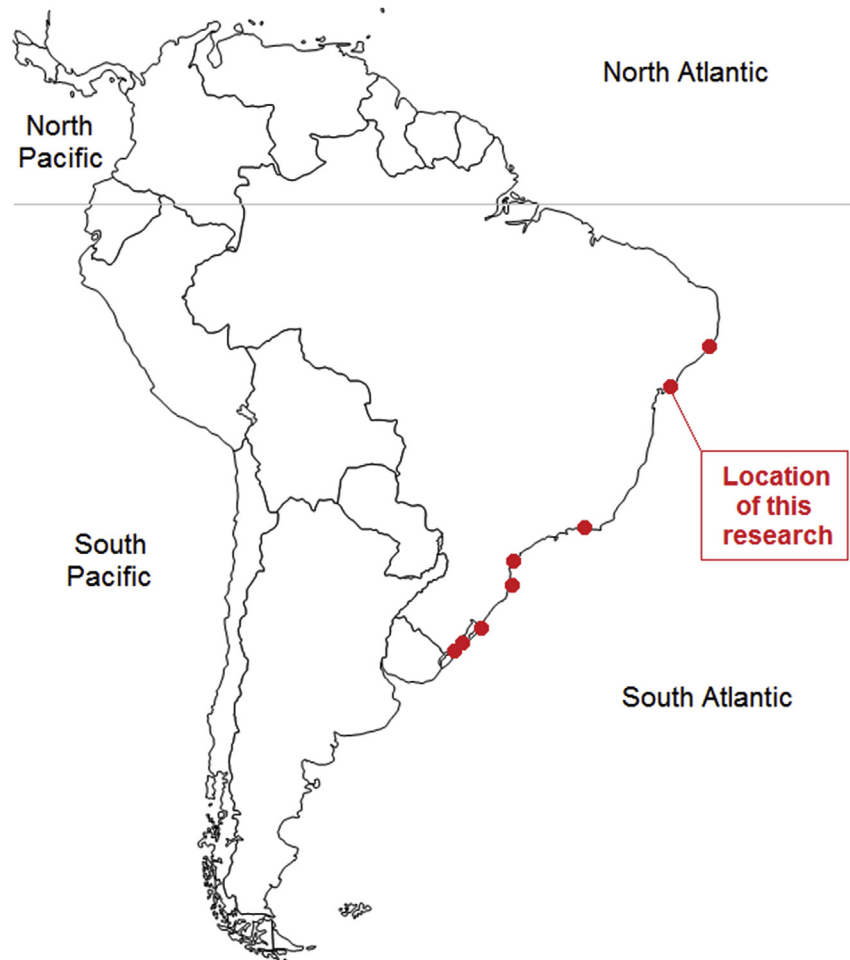 North Atlantic
North
Pacific
Location
of this
research
South
Pacific
South Atlantic